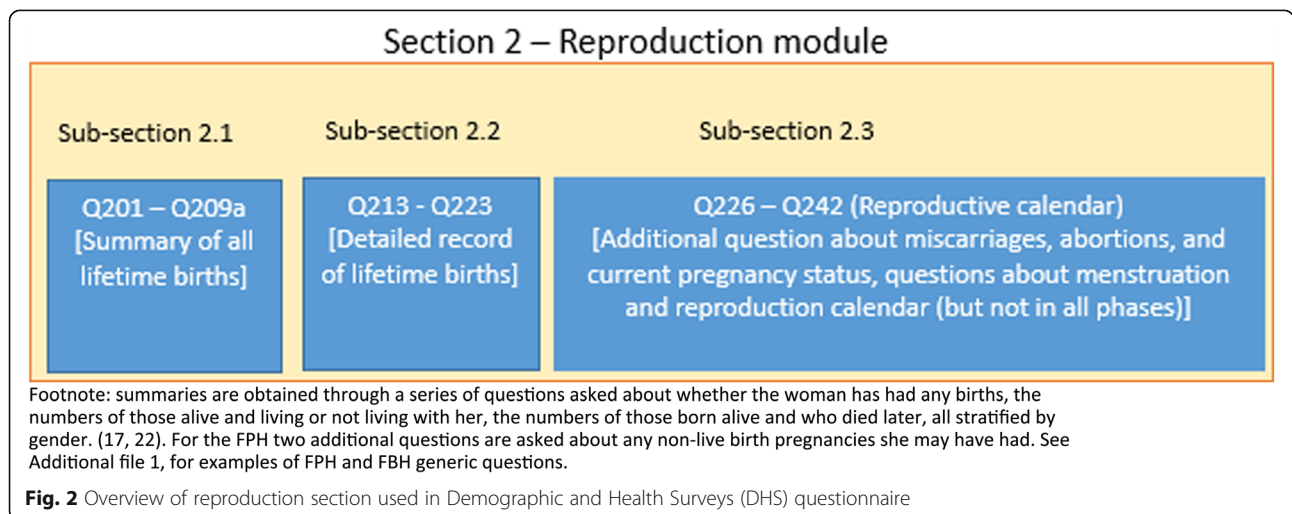 Section 2 – Reproduction module
Sub-section 2.1
Sub-section 2.2
Sub-section 2.3
Q201 – Q209a
[Summary of all
lifetime births]
Q213 - Q223
[Detailed record
of lifetime births]
Q226 – Q242 (Reproductive calendar)
[Additional question about miscarriages, abortions, and
current pregnancy status, questions about menstruation
and reproduction calendar (but not in all phases)]
Footnote: summaries are obtained through a series of questions asked about whether the woman has had any births, the
numbers of those alive and living or not living with her, the numbers of those born alive and who died later, all stratified by
gender. (17, 22). For the FPH two additional questions are asked about any non-live birth pregnancies she may have had. See
Additional file 1, for examples of FPH and FBH generic questions.
Fig. 2 Overview of reproduction section used in Demographic and Health Surveys (DHS) questionnaire